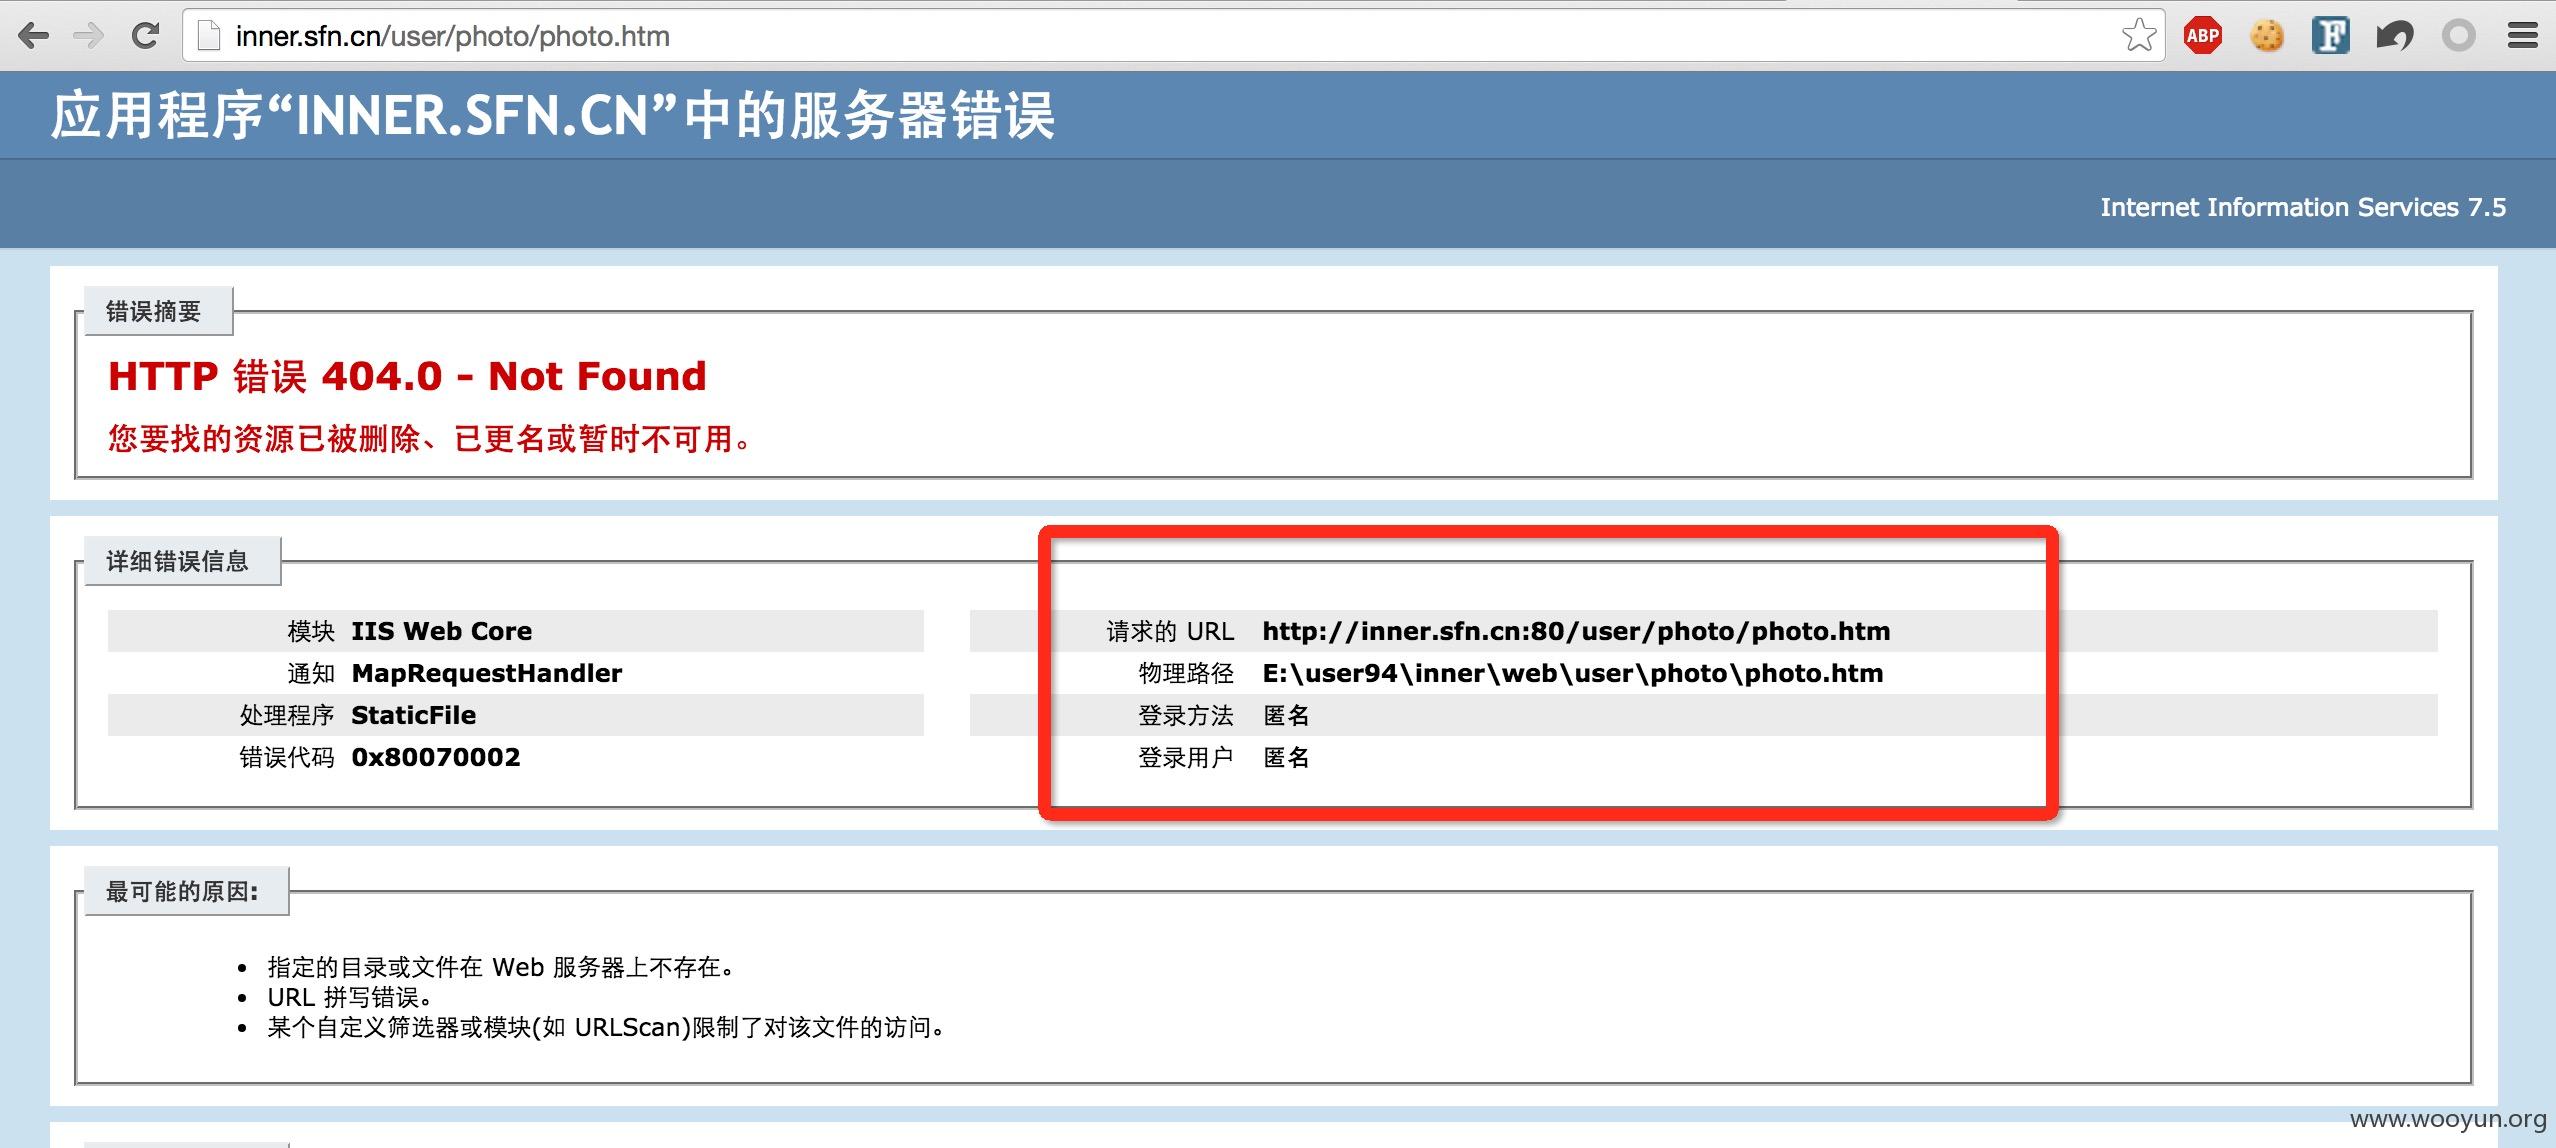 inner.sfn.cn/user/photo/photo.htm
ABP
F
应用程序“INNER.SFN.CN”中的服务器错误
Internet Information Services 7.5
错误摘要
HTTP 错误 404.0 - Not Found
您要找的资源已被删除、已更名或暂时不可用。
详细错误信息
模块 IIS Web Core
通知 MapRequestHandler
处理程序 StaticFile
错误代码 0x80070002
请求的 URL http://inner.sfn.cn:80/user/photo/photo.htm
物理路径 E:\user94\inner\web\user\photo\photo.htm
登录方法 匿名
登录用户 匿名
最可能的原因:
• 指定的目录或文件在 Web 服务器上不存在。
• URL 拼写错误。
• 某个自定义筛选器或模块(如 URLScan)限制了对该文件的访问。
www.wooyun.org